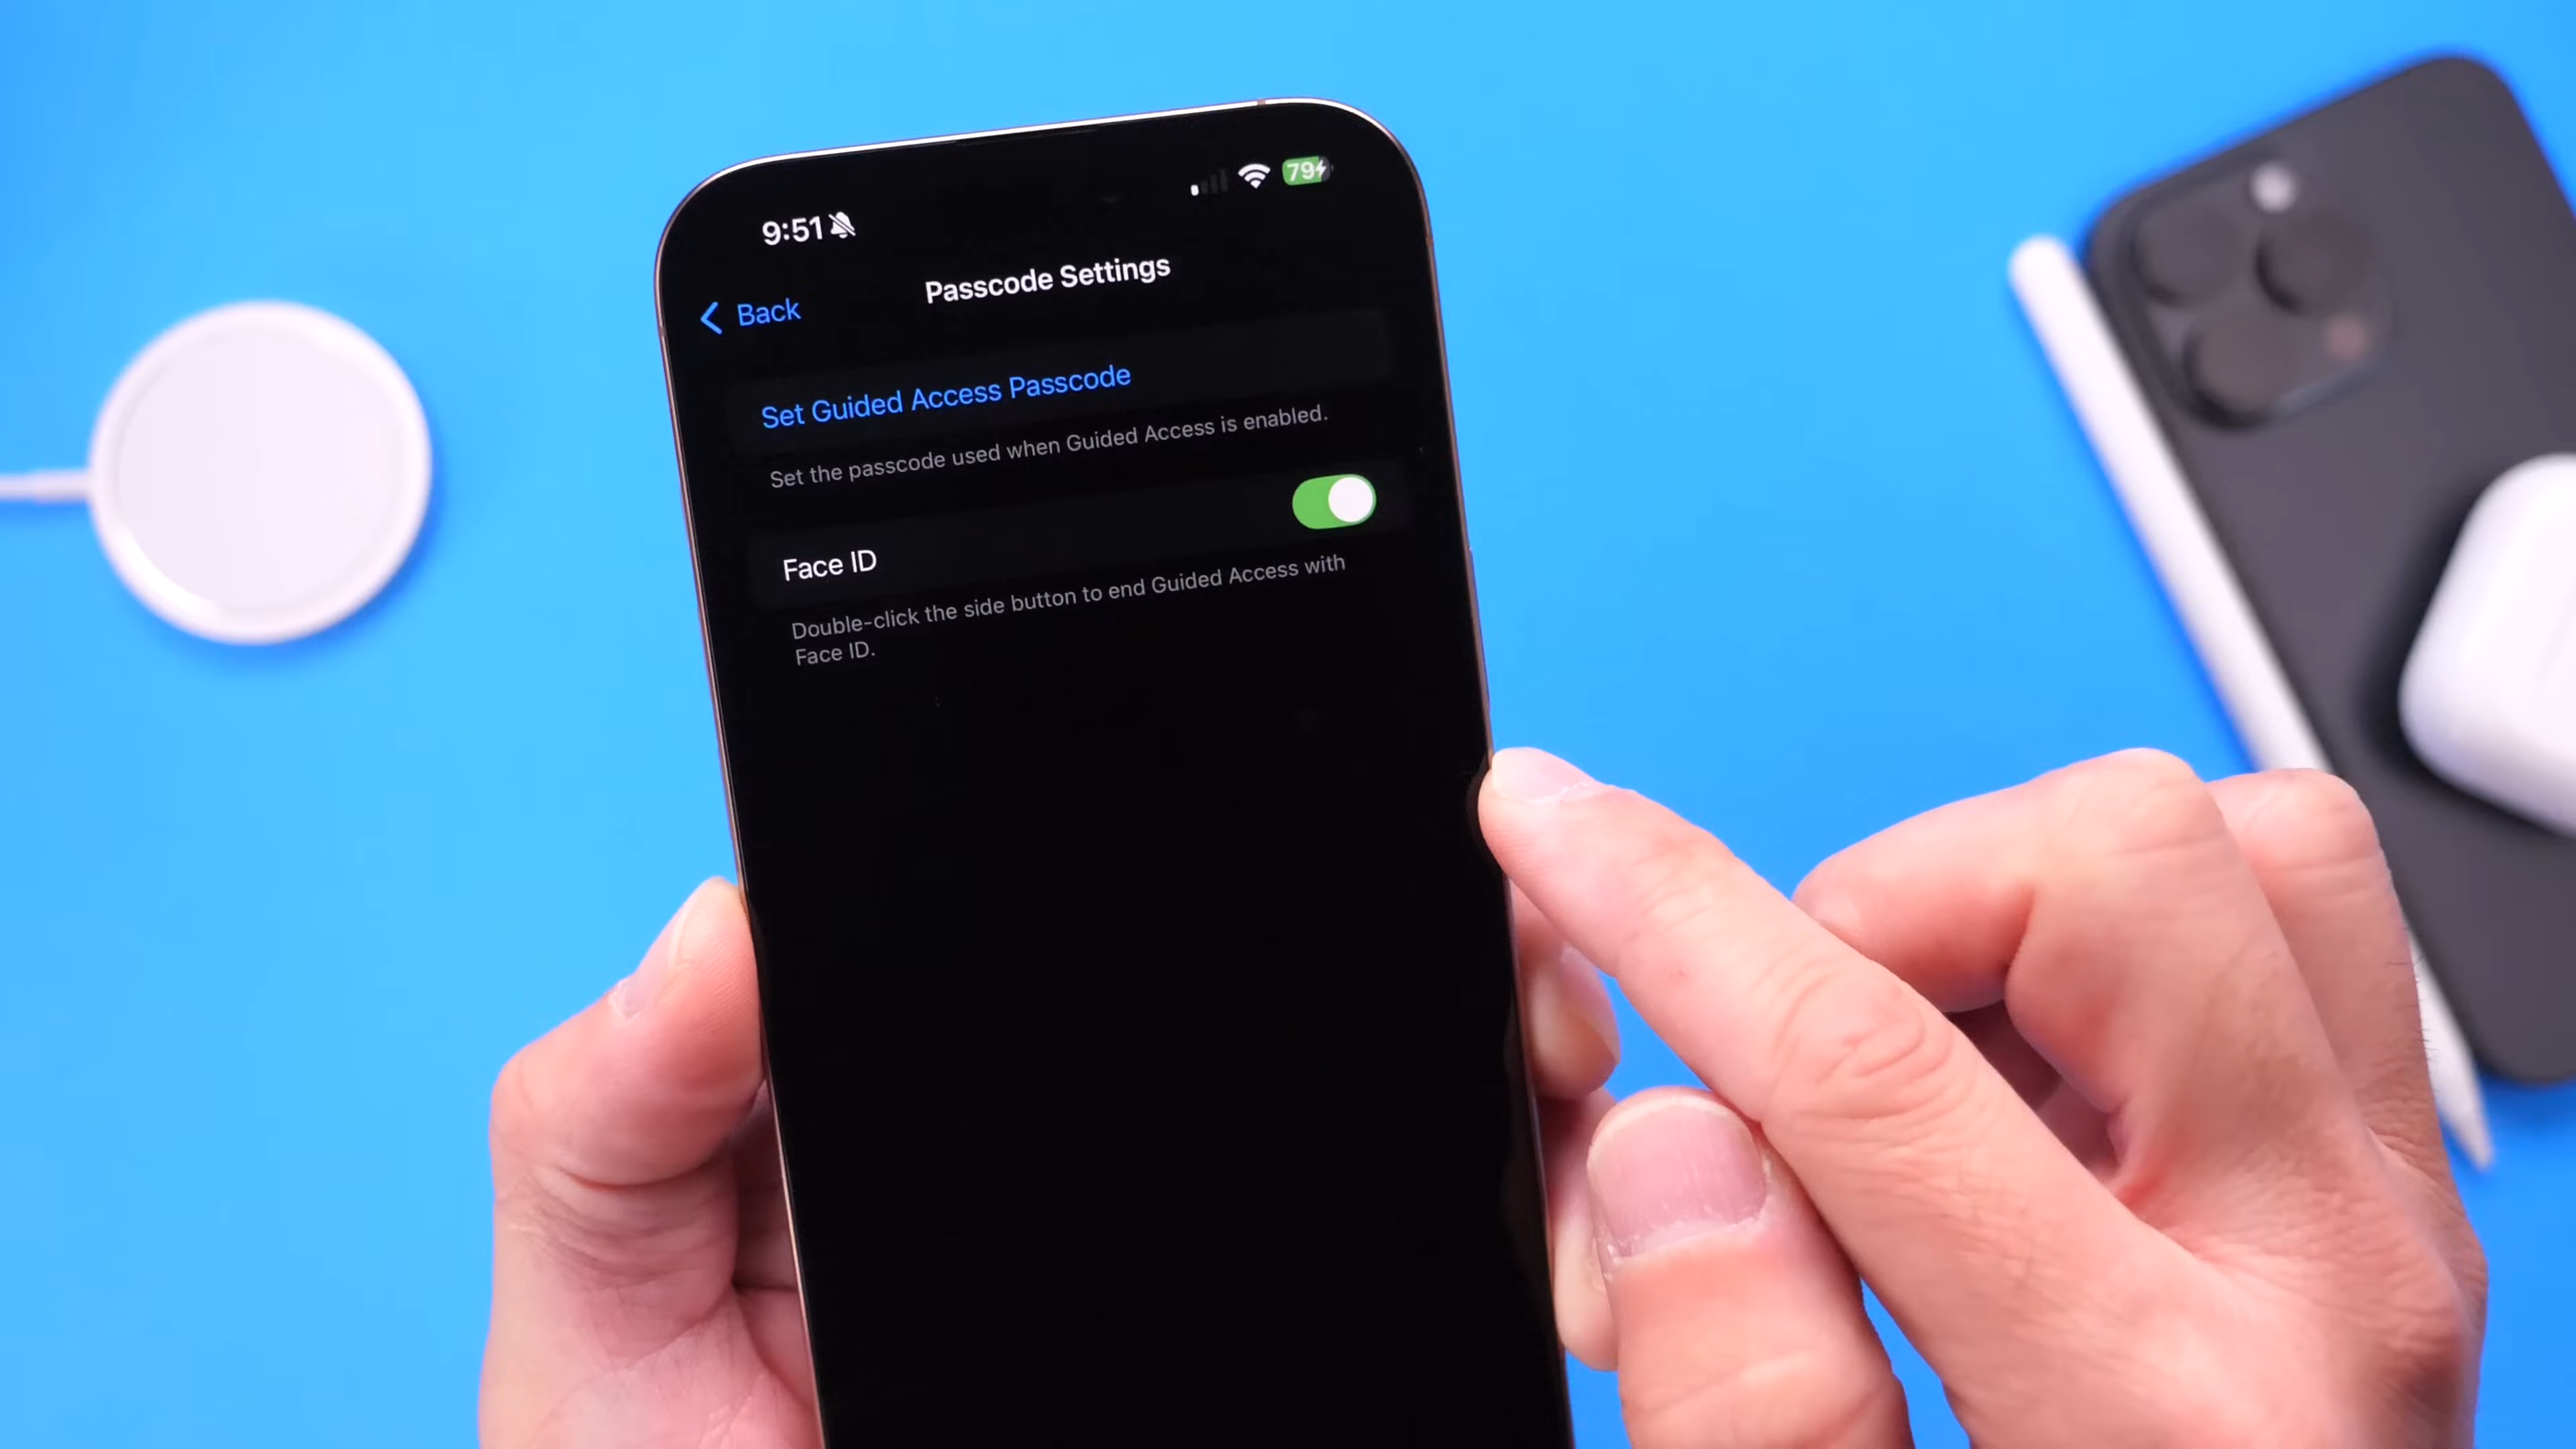 9:51
79
Back
Passcode Settings
Set Guided Access Passcode
Set the passcode used when Guided Access is enabled.
Face ID
Double-click the side button to end Guided Access with
Face ID.